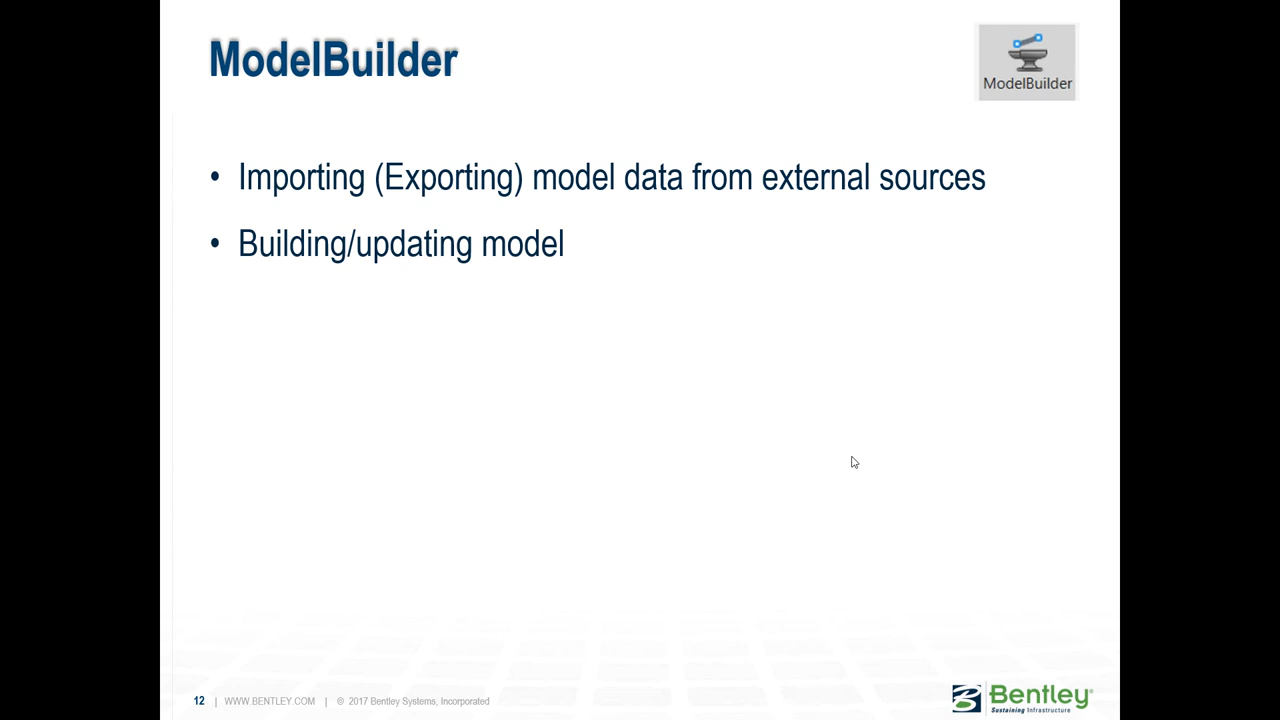 ModelBuilder
ModelBuilder
• Importing (Exporting) model data from external sources
• Building/updating model
12 | WWW.BENTLEY.COM | © 2017 Bentley Systems, Incorporated
Bentley®
Sustaining Infrastructure